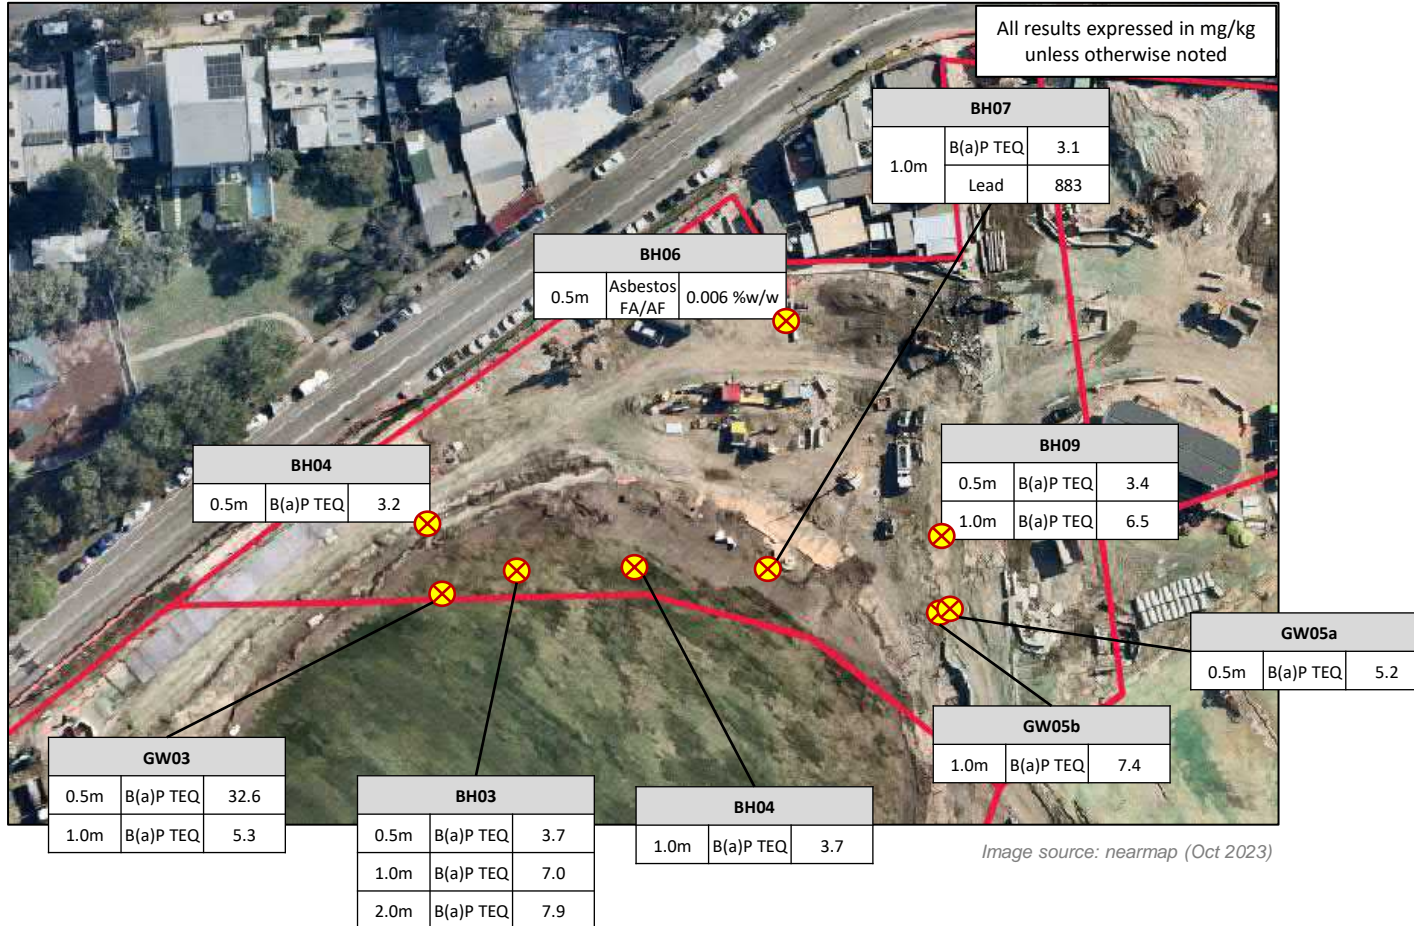 All results expressed in mg/kg
unless otherwise noted
BH07
1.0m B(a)P TEQ 3.1
Lead 883
BH06
0.5m Asbestos FA/AF 0.006 %w/w
BH04
0.5m B(a)P TEQ 3.2
BH09
0.5m B(a)P TEQ 3.4
1.0m B(a)P TEQ 6.5
GW05a
0.5m B(a)P TEQ 5.2
GW05b
1.0m B(a)P TEQ 7.4
GW03
0.5m B(a)P TEQ 32.6
1.0m B(a)P TEQ 5.3
BH03
0.5m B(a)P TEQ 3.7
1.0m B(a)P TEQ 7.0
2.0m B(a)P TEQ 7.9
BH04
1.0m B(a)P TEQ 3.7
Image source: nearmap (Oct 2023)